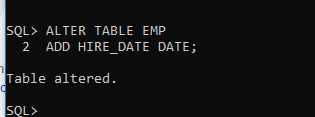 SQL> ALTER TABLE EMP
2 ADD HIRE_DATE DATE;
Table altered.
SQL>